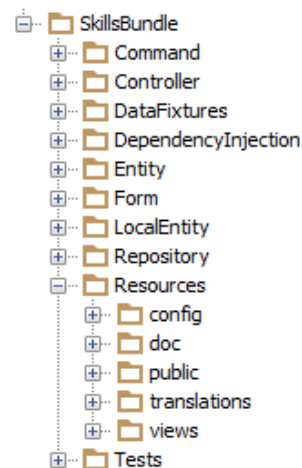 SkillsBundle
Command
Controller
DataFixtures
DependencyInjection
Entity
Form
LocalEntity
Repository
Resources
config
doc
public
translations
views
Tests